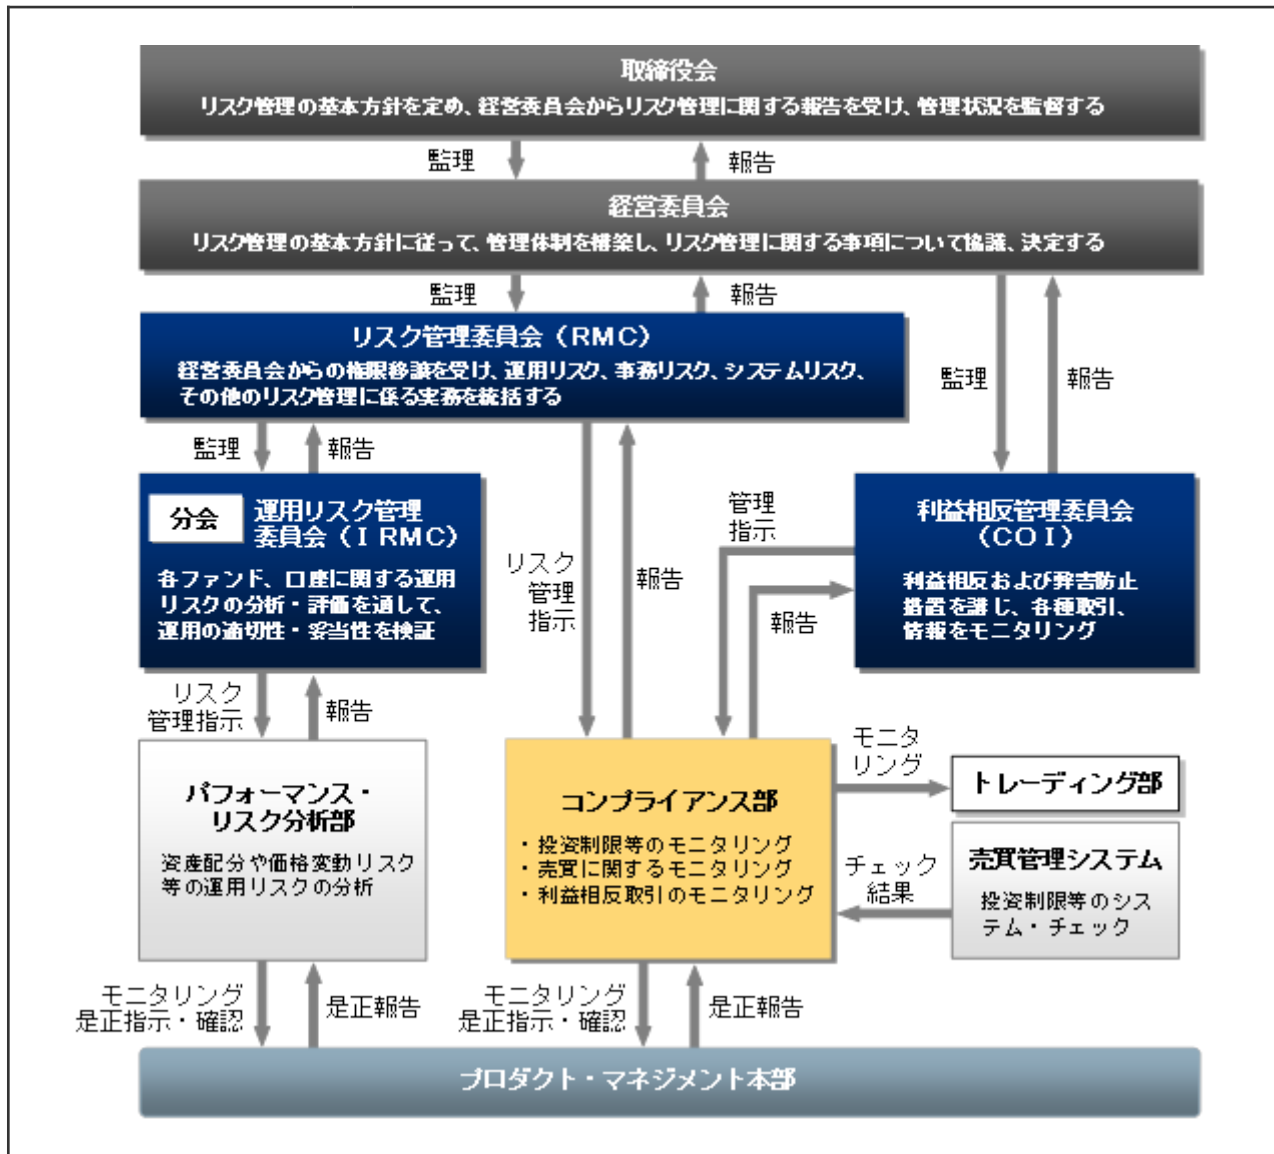 取締役会
リスク管理の基本方針を定め、経営委員会からリスク管理に関する報告を受け、管理状況を監督する
監理
報告
経営委員会
リスク管理の基本方針に従って、管理体制を構築し、リスク管理に関する事項について協議、決定する
監理
報告
リスク管理委員会（RMC）
経営委員会からの権限移譲を受け、運用リスク、事務リスク、システムリスク、
その他のリスク管理に係る実務を統括する
監理
報告
監理
報告
分会
運用リスク管理
委員会（ＩRMC）
各ファンド、口座に関する運用
リスクの分析・評価を通して、
運用の適切性・妥当性を検証
リスク
管理
指示
報告
管理
指示
報告
利益相反管理委員会
（COI）
利益相反および弊害防止
措置を講じ、各種取引、
情報をモニタリング
リスク
管理指示
報告
パフォーマンス・
リスク分析部
資産配分や価格変動リスク
等の運用リスクの分析
コンプライアンス部
・投資制限等のモニタリング
・売買に関するモニタリング
・利益相反取引のモニタリング
モニタ
リング
トレーディング部
チェック
結果
売買管理システム
投資制限等のシス
テム・チェック
モニタリング
是正指示・確認
是正報告
モニタリング
是正指示・確認
是正報告
プロダクト・マネジメント本部